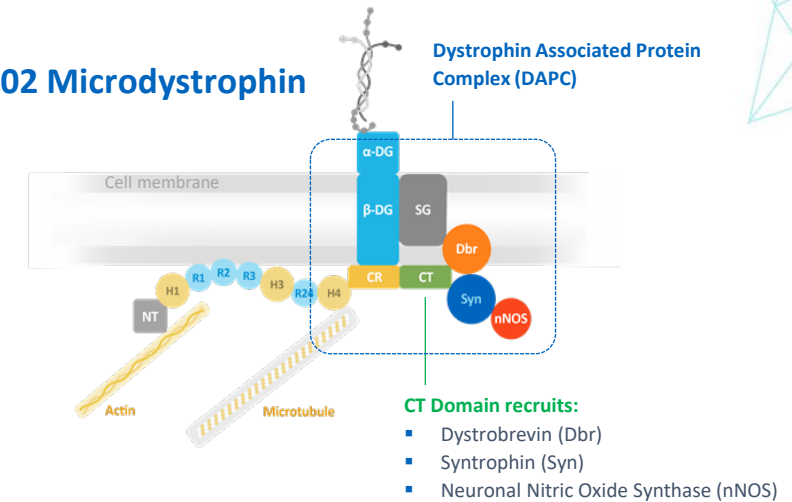 02 Microdystrophin
Dystrophin Associated Protein
Complex (DAPC)
α-DG
Cell membrane
β-DG
SG
Dbr
CR
CT
R1
R2
R3
H1
H3
R24
H4
NT
Syn
nNOS
Actin
Microtubule
CT Domain recruits:
▪ Dystrobrevin (Dbr)
▪ Syntrophin (Syn)
▪ Neuronal Nitric Oxide Synthase (nNOS)